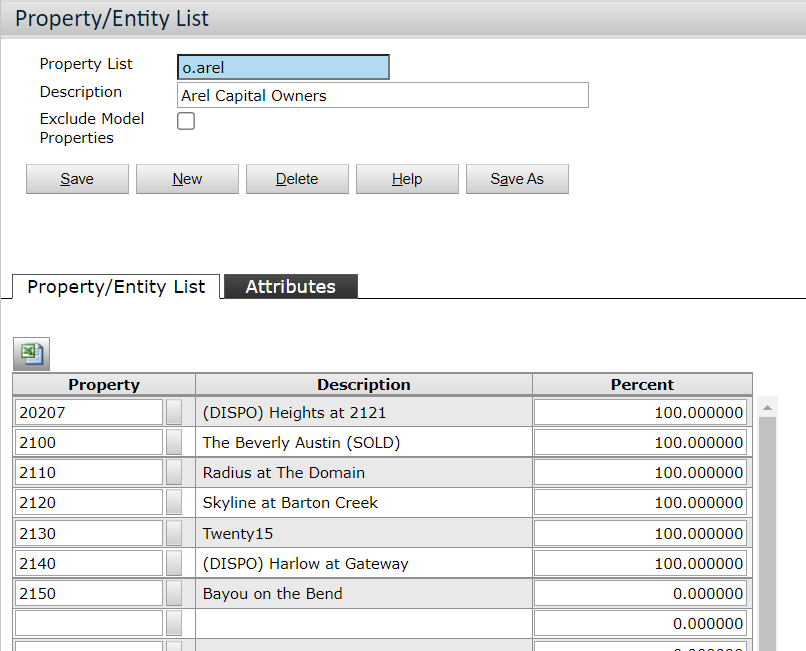 Property/Entity List
Property List o.arel
Description Arel Capital Owners
Exclude Model
Properties
Save New Delete Help Save As
Property/Entity List Attributes
Property Description Percent
20207 (DISPO) Heights at 2121 100.000000
2100 The Beverly Austin (SOLD) 100.000000
2110 Radius at The Domain 100.000000
2120 Skyline at Barton Creek 100.000000
2130 Twenty15 100.000000
2140 (DISPO) Harlow at Gateway 100.000000
2150 Bayou on the Bend 0.000000
0.000000